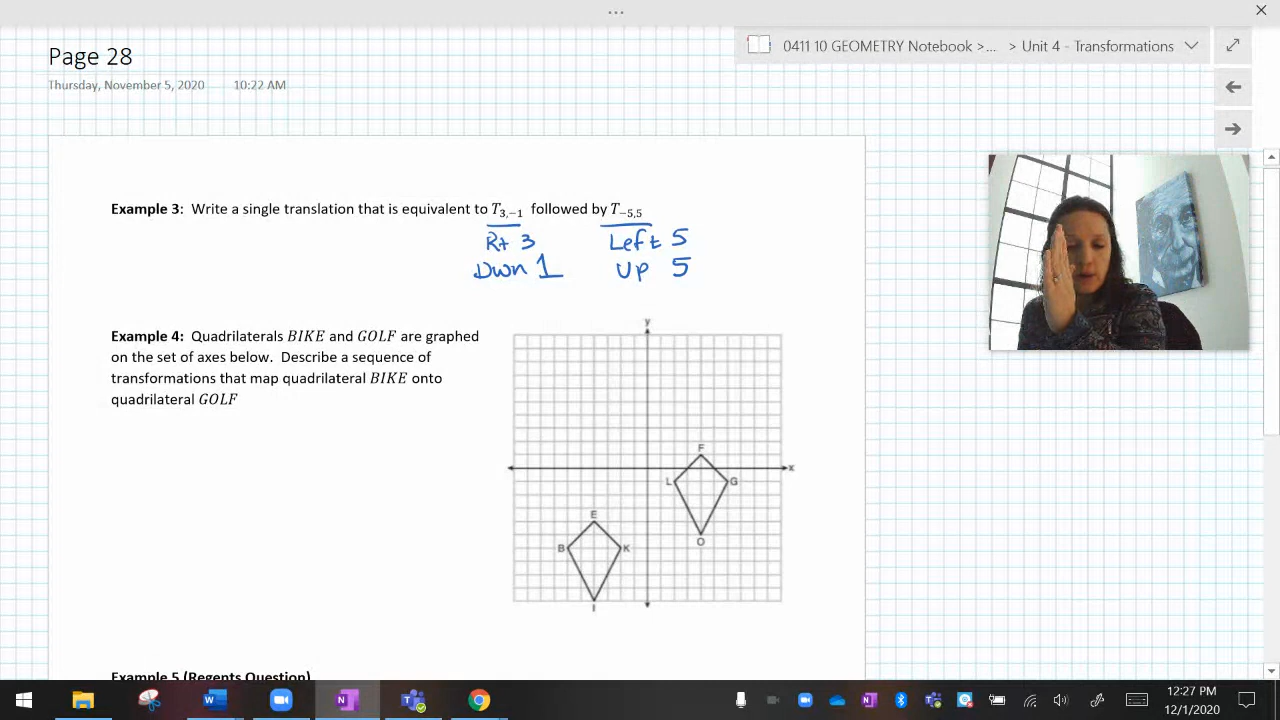 ...
Page 28
0411 10 GEOMETRY Notebook >... > Unit 4 - Transformations
Thursday, November 5, 2020 10:22 AM
Example 3: Write a single translation that is equivalent to T3,−1 followed by T−5,5
Rt 3 Left 5
Dwn 1 Up 5
Example 4: Quadrilaterals BIKE and GOLF are graphed
on the set of axes below. Describe a sequence of
transformations that map quadrilateral BIKE onto
quadrilateral GOLF
y
F
x
L G
E
O
B K
I
Example 5 (Regents Question)
12:27 PM
12/1/2020